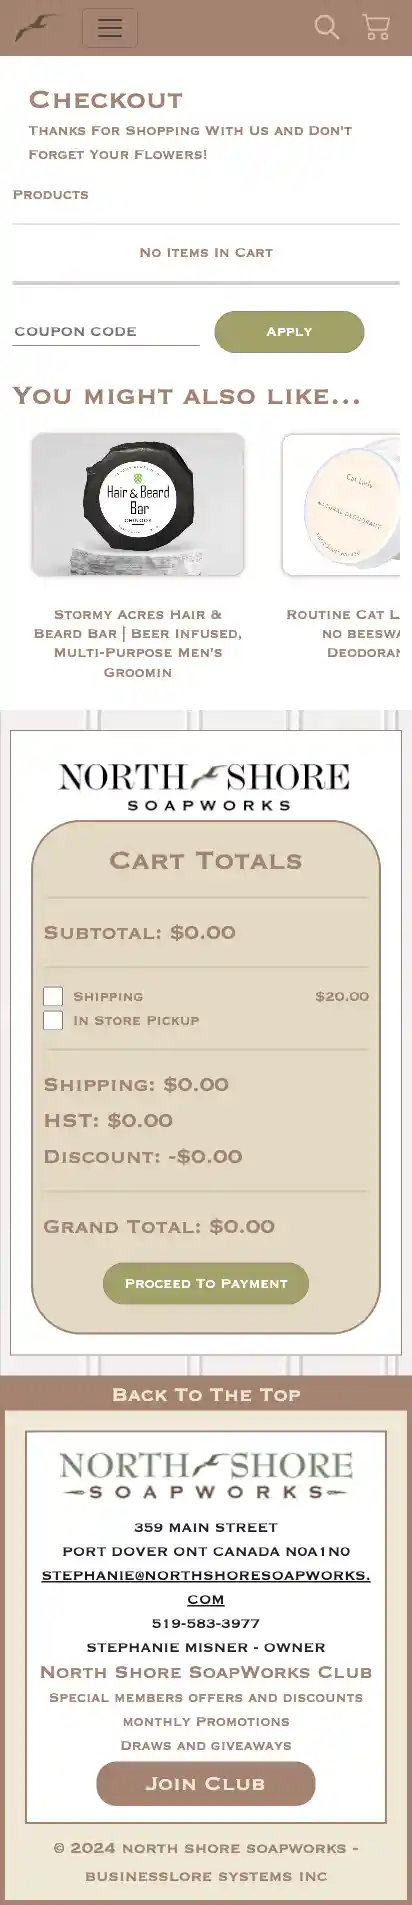 Checkout
Thanks For Shopping With Us and Don't
Forget Your Flowers!
Products
No Items In Cart
COUPON CODE
APPLY
You might also like...
Hair & Beard
Bar
CHINOOK
Cat Lady
NATURAL DEODORANT
Stormy Acres Hair &
Beard Bar | Beer Infused,
Multi-Purpose Men's
Groomin
Routine Cat L
no beeswa
Deodoran
NORTH SHORE
SOAPWORKS
Cart Totals
Subtotal: $0.00
Shipping $20.00
In Store Pickup
Shipping: $0.00
HST: $0.00
Discount: -$0.00
Grand Total: $0.00
Proceed To Payment
Back To The Top
NORTH SHORE
SOAPWORKS
359 MAIN STREET
PORT DOVER ONT CANADA N0A1N0
STEPHANIE@NORTHSHORESOAPWORKS.
COM
519-583-3977
STEPHANIE MISNER - OWNER
North Shore SoapWorks Club
Special members offers and discounts
monthly Promotions
Draws and giveaways
Join Club
© 2024 north shore soapworks -
businesslore systems inc